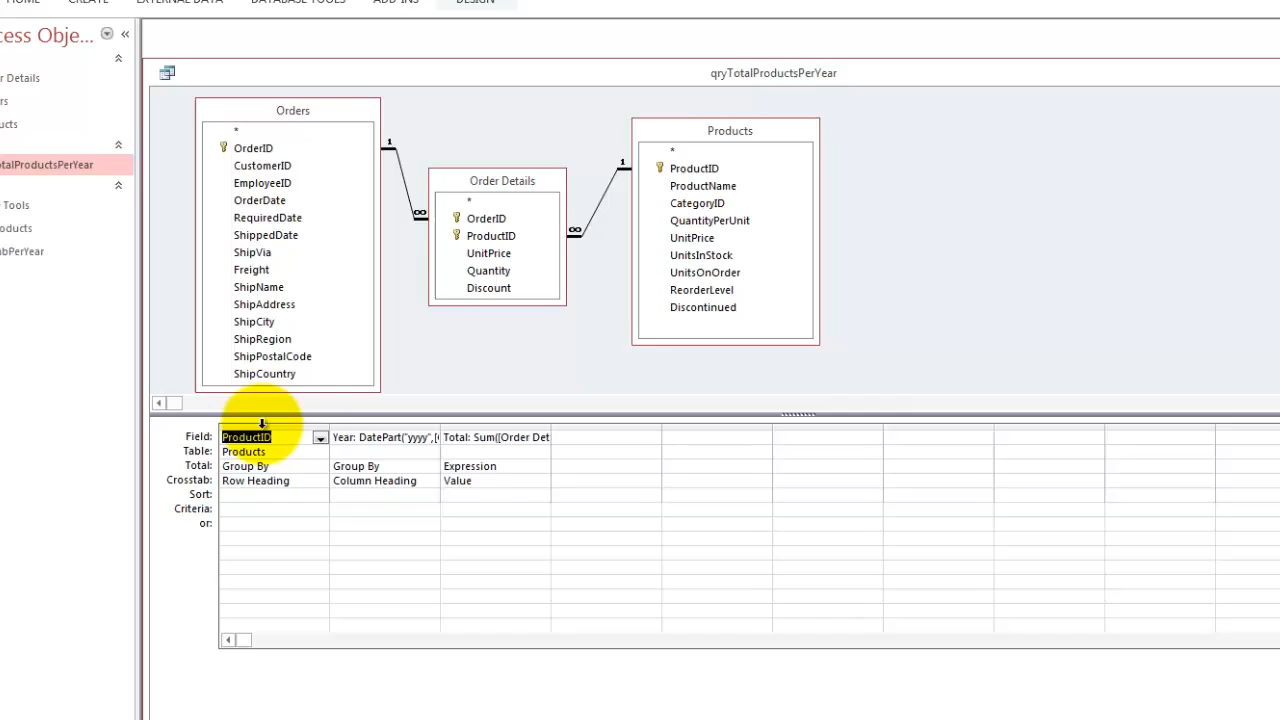 HOME CREATE EXTERNAL DATA DATABASE TOOLS ADD-INS DESIGN
cess Obje... «
r Details
rs
ucts
otalProductsPerYear
Tools
oducts
bPerYear
qryTotalProductsPerYear
Orders
*
OrderID
CustomerID
EmployeeID
OrderDate
RequiredDate
ShippedDate
ShipVia
Freight
ShipName
ShipAddress
ShipCity
ShipRegion
ShipPostalCode
ShipCountry
1
∞
Order Details
*
OrderID
ProductID
UnitPrice
Quantity
Discount
∞
1
Products
*
ProductID
ProductName
CategoryID
QuantityPerUnit
UnitPrice
UnitsInStock
UnitsOnOrder
ReorderLevel
Discontinued
Field: ProductID Year: DatePart("yyyy",[ Total: Sum([Order Det
Table: Products
Total: Group By Group By Expression
Crosstab: Row Heading Column Heading Value
Sort:
Criteria:
or: